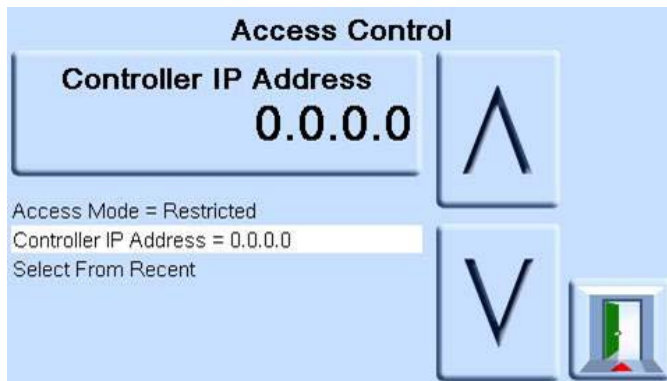 Access Control
Controller IP Address
0.0.0.0
Access Mode = Restricted
Controller IP Address = 0.0.0.0
Select From Recent